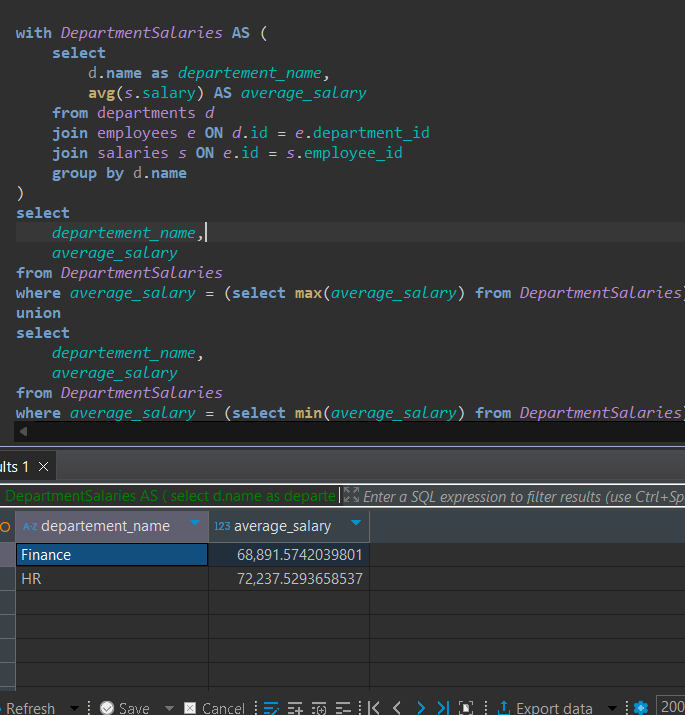 with DepartmentSalaries AS (
select
d.name as departement_name,
avg(s.salary) AS average_salary
from departments d
join employees e ON d.id = e.department_id
join salaries s ON e.id = s.employee_id
group by d.name
)
select
departement_name,
average_salary
from DepartmentSalaries
where average_salary = (select max(average_salary) from DepartmentSalaries)
union
select
departement_name,
average_salary
from DepartmentSalaries
where average_salary = (select min(average_salary) from DepartmentSalaries)
ults 1
DepartmentSalaries AS ( select d.name as departe Enter a SQL expression to filter results (use Ctrl+Sp
A-Z departement_name 123 average_salary
Finance 68,891.5742039801
HR 72,237.5293658537
Refresh Save Cancel Export data 200